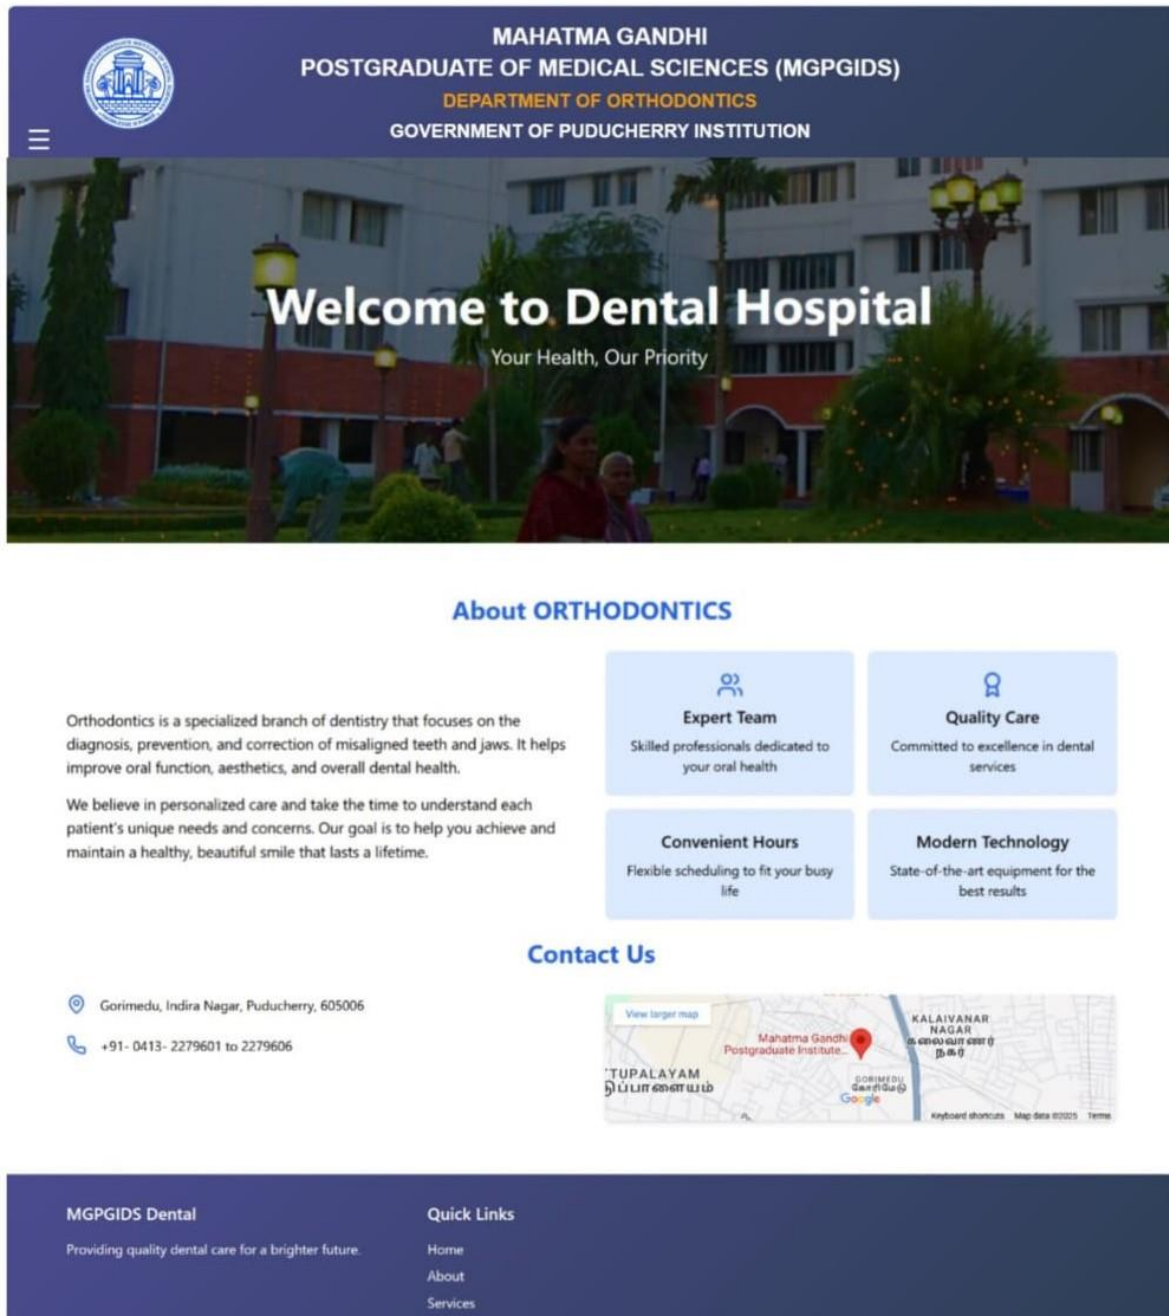 MAHATMA GANDHI
POSTGRADUATE OF MEDICAL SCIENCES (MGPGIDS)
DEPARTMENT OF ORTHODONTICS
GOVERNMENT OF PUDUCHERRY INSTITUTION
Welcome to Dental Hospital
Your Health, Our Priority
About ORTHODONTICS
Orthodontics is a specialized branch of dentistry that focuses on the
diagnosis, prevention, and correction of misaligned teeth and jaws. It helps
improve oral function, aesthetics, and overall dental health.
We believe in personalized care and take the time to understand each
patient's unique needs and concerns. Our goal is to help you achieve and
maintain a healthy, beautiful smile that lasts a lifetime.
Expert Team
Skilled professionals dedicated to
your oral health
Quality Care
Committed to excellence in dental
services
Convenient Hours
Flexible scheduling to fit your busy
life
Modern Technology
State-of-the-art equipment for the
best results
Contact Us
Gorimedu, Indira Nagar, Puducherry, 605006
+91- 0413- 2279601 to 2279606
View larger map
Mahatma Gandhi
Postgraduate Institute...
KALAIVANAR
NAGAR
கலைவாணர்
நகர்
TUPALAYAM
டுப்பாளையம்
GORIMEDU
கோரிமேடு
Google
Keyboard shortcuts Map data ©2025 Terms
MGPGIDS Dental
Providing quality dental care for a brighter future.
Quick Links
Home
About
Services